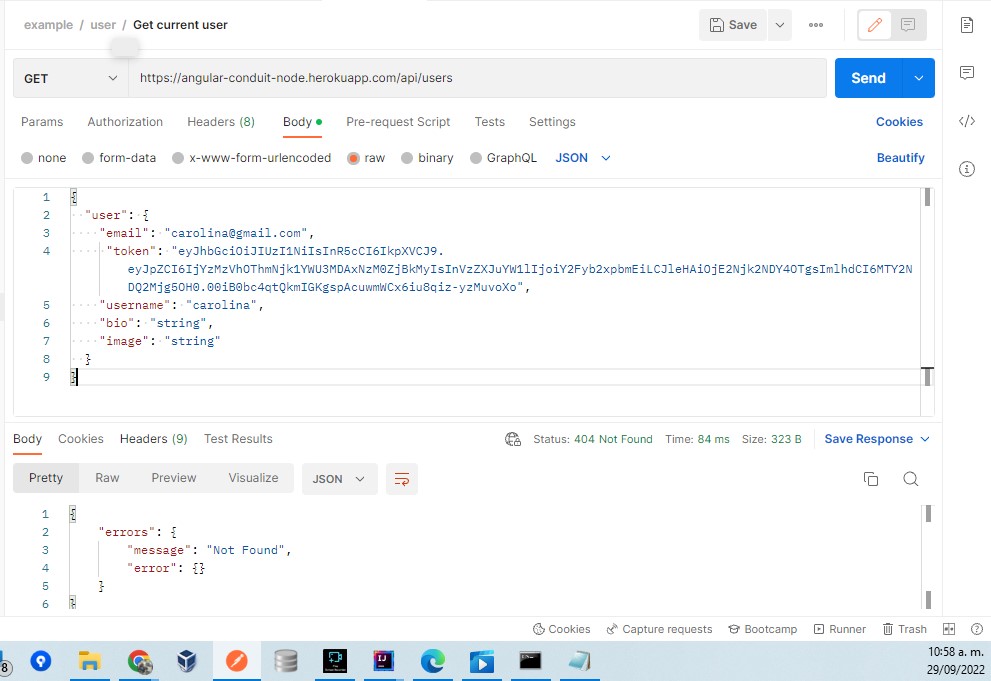 example / user / Get current user
Save
GET
https://angular-conduit-node.herokuapp.com/api/users
Send
Params Authorization Headers (8) Body Pre-request Script Tests Settings Cookies
none form-data x-www-form-urlencoded raw binary GraphQL JSON Beautify
1 {
2 "user": {
3 "email": "carolina@gmail.com",
4 "token": "eyJhbGciOiJIUzI1NiIsInR5cCI6IkpXVCJ9.
eyJpZCI6IjYzMzVhOThmNjk1YWU3MDAxNzM0ZjBkMyIsInVzZXJuYW1lIjoiY2Fyb2xpbmEiLCJleHAiOjE2Njk2NDY4OTgsImlhdCI6MTY2N
DQ2Mjg5OH0.00iB0bc4qtQkmIGKgspAcuwmWCx6iu8qiz-yzMuvoXo",
5 "username": "carolina",
6 "bio": "string",
7 "image": "string"
8 }
9 }
Body Cookies Headers (9) Test Results
Status: 404 Not Found Time: 84 ms Size: 323 B Save Response
Pretty Raw Preview Visualize JSON
1 {
2 "errors": {
3 "message": "Not Found",
4 "error": {}
5 }
6 }
Cookies Capture requests Bootcamp Runner Trash
8
IJ
10:58 a. m.
29/09/2022